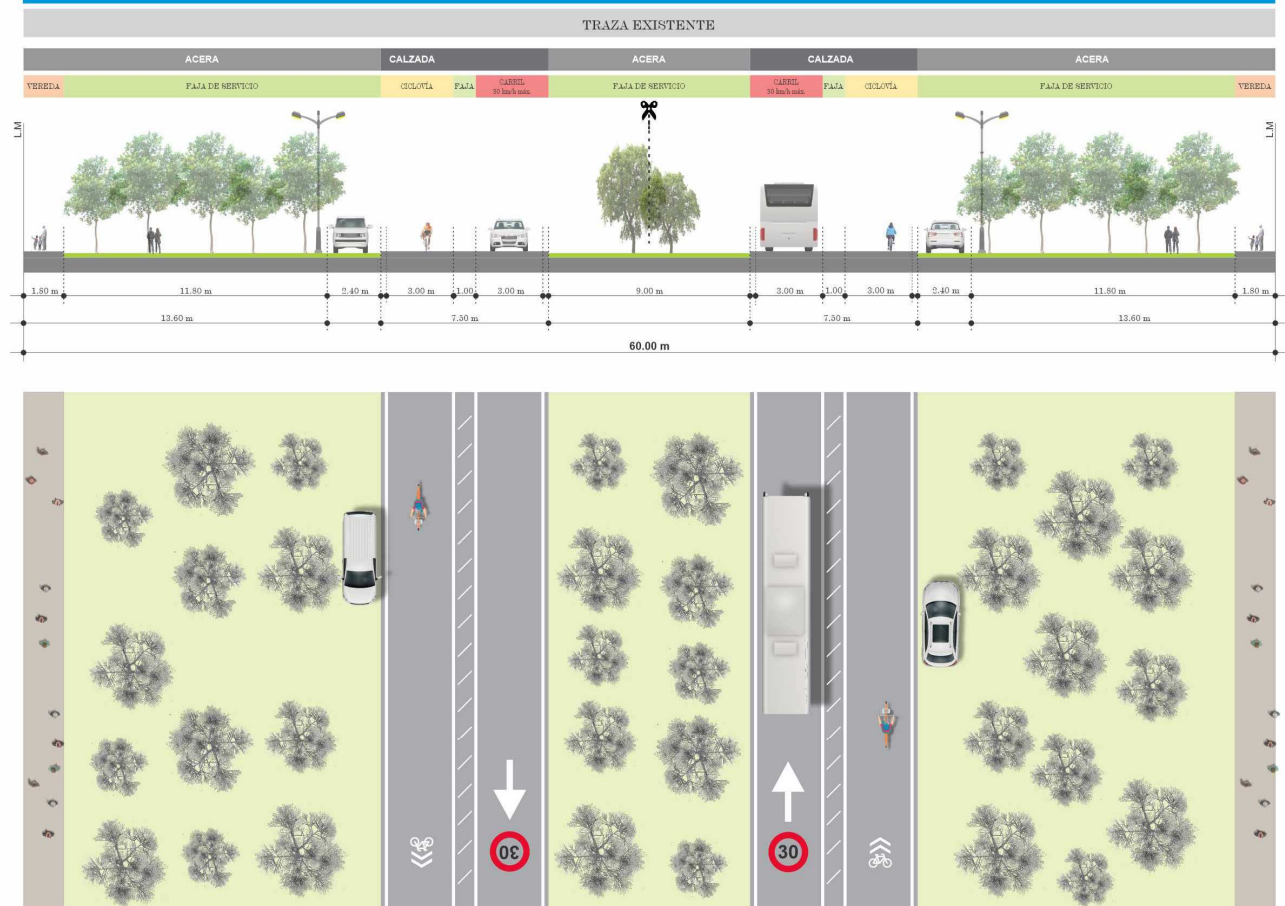 TRAZA EXISTENTE
ACERA CALZADA ACERA CALZADA ACERA
VEREDA FAJA DE SERVICIO CICLOVÍA FAJA CARRIL 30 km/h máx. FAJA DE SERVICIO CARRIL 30 km/h máx. FAJA CICLOVÍA FAJA DE SERVICIO VEREDA
L.M L.M
1.80 m 11.80 m 2.40 m 3.00 m 1.00 3.00 m 9.00 m 3.00 m 1.00 3.00 m 2.40 m 11.80 m 1.80 m
13.60 m 7.50 m 7.50 m 13.60 m
60.00 m
30 30